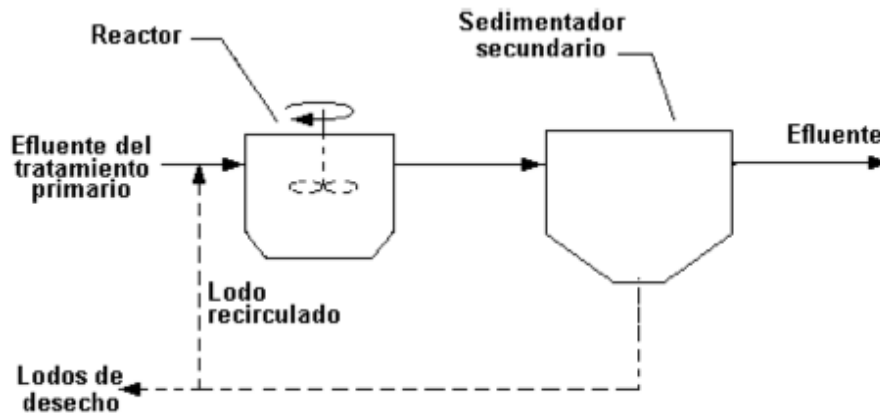 Reactor
Sedimentador
secundario
Efluente del
tratamiento
primario
Efluente
Lodo
recirculado
Lodos de
desecho